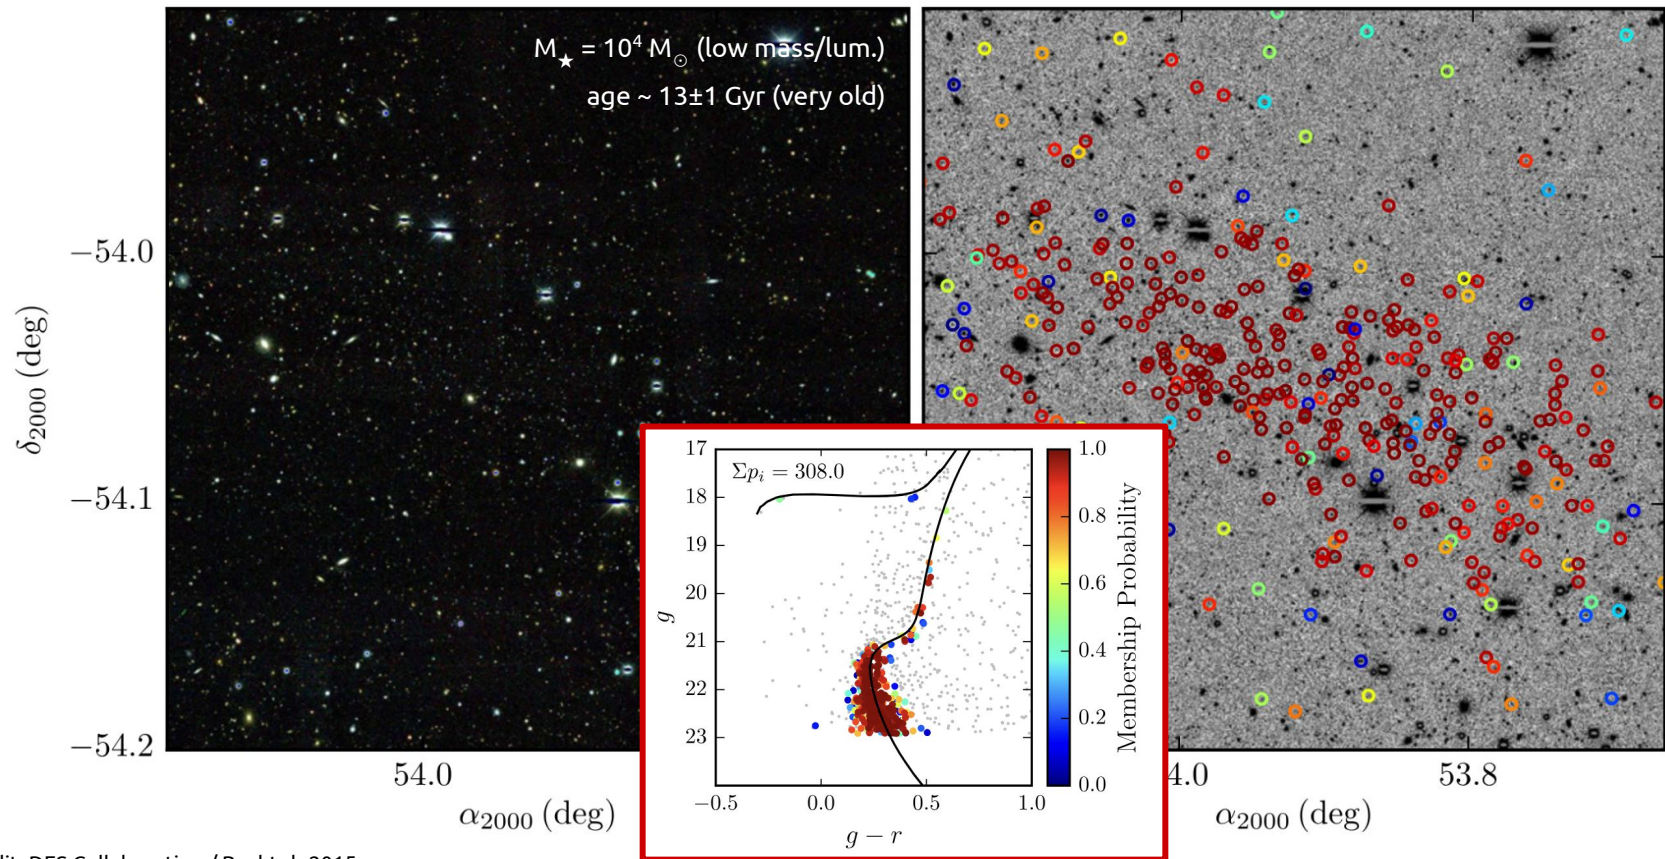 M★ = 10⁴ M☉ (low mass/lum.)
age ~ 13±1 Gyr (very old)
δ₂₀₀₀ (deg)
−54.0
−54.1
−54.2
54.0
α₂₀₀₀ (deg)
4.0
53.8
α₂₀₀₀ (deg)
Σpᵢ = 308.0
g
17
18
19
20
21
22
23
−0.5
0.0
0.5
1.0
g − r
1.0
0.8
0.6
0.4
0.2
0.0
Membership Probability